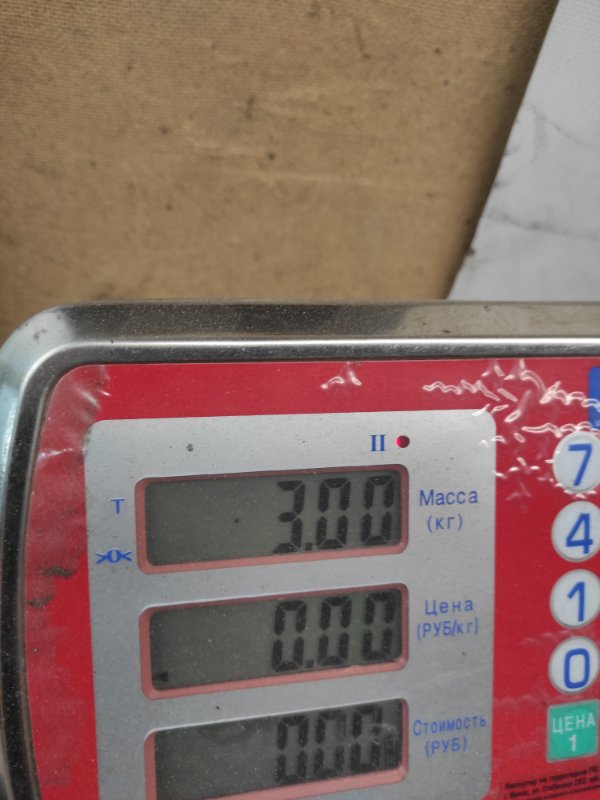 II
T
3.00
Масса
(кг)
>0<
7
4
0.00
Цена
(РУБ/кг)
1
0
Стоимость
(РУБ)
ЦЕНА
1